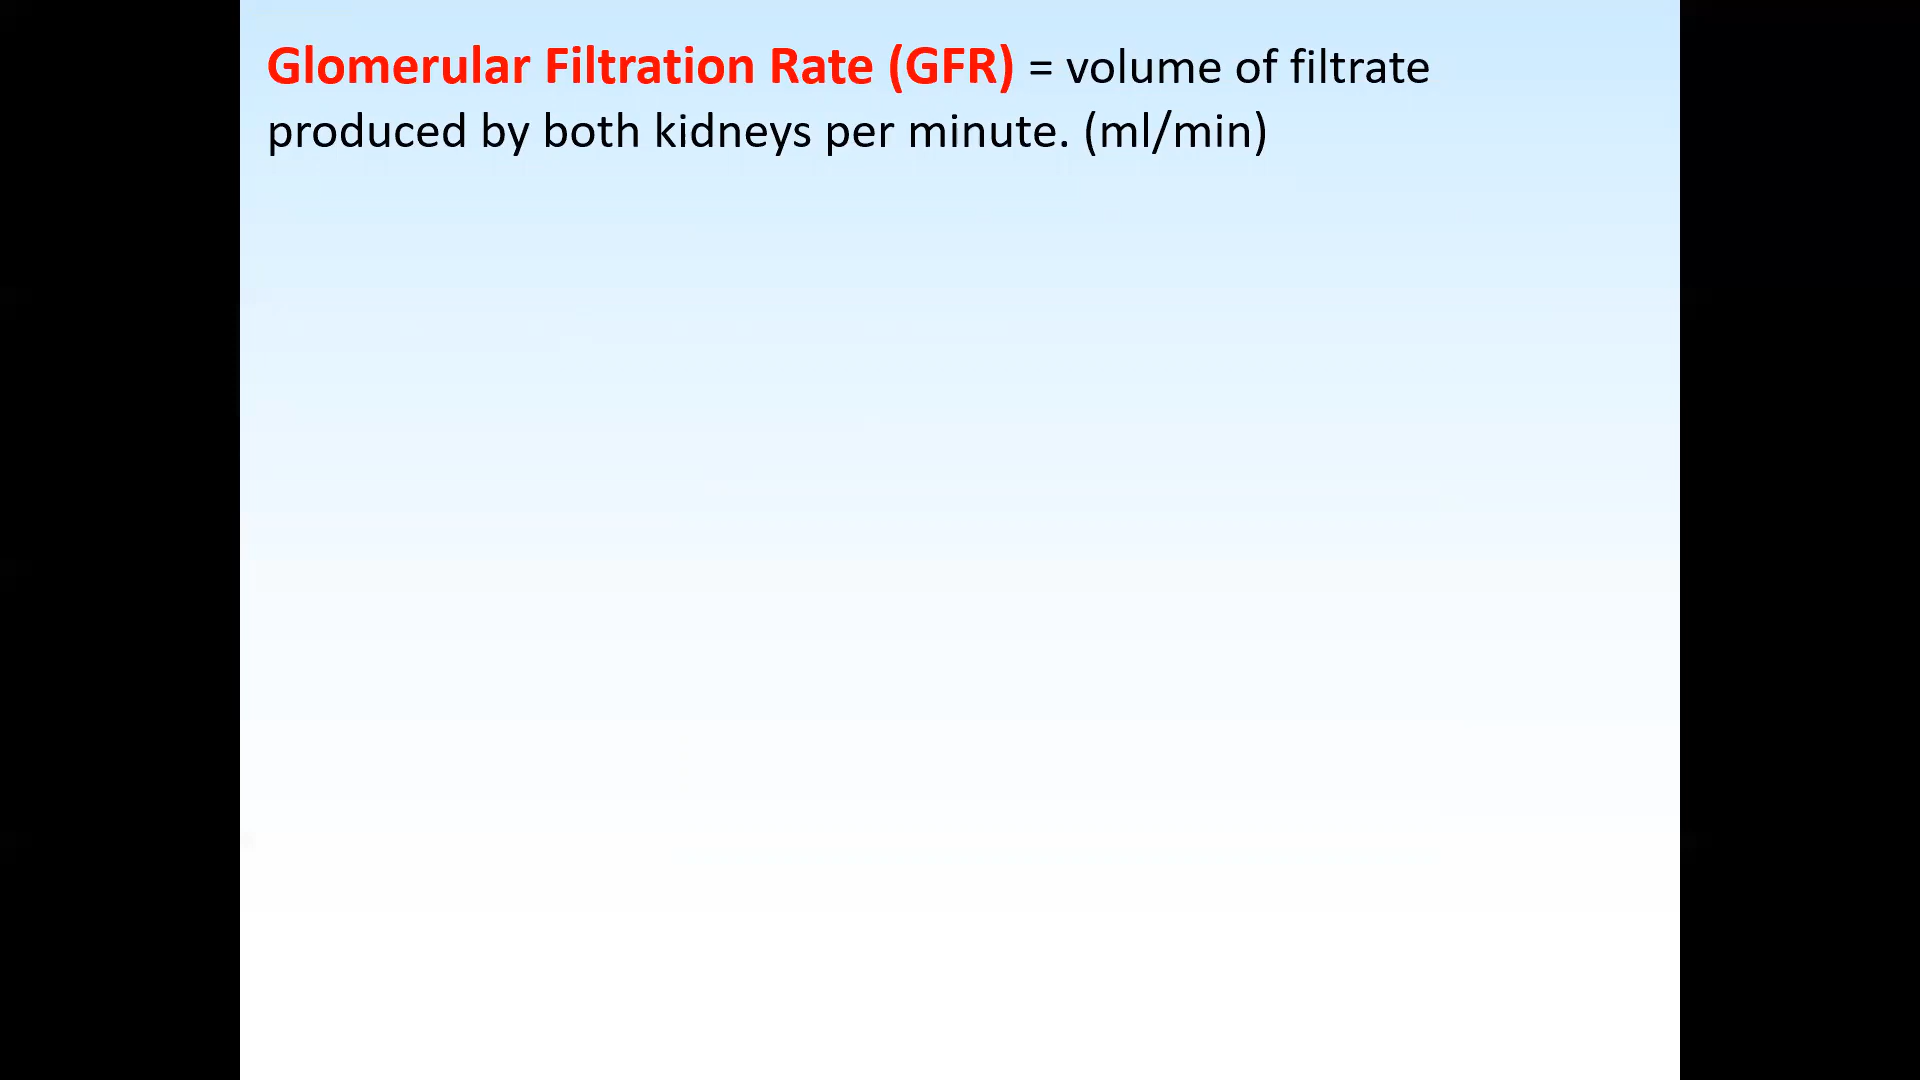 Glomerular Filtration Rate (GFR) = volume of filtrate
produced by both kidneys per minute. (ml/min)